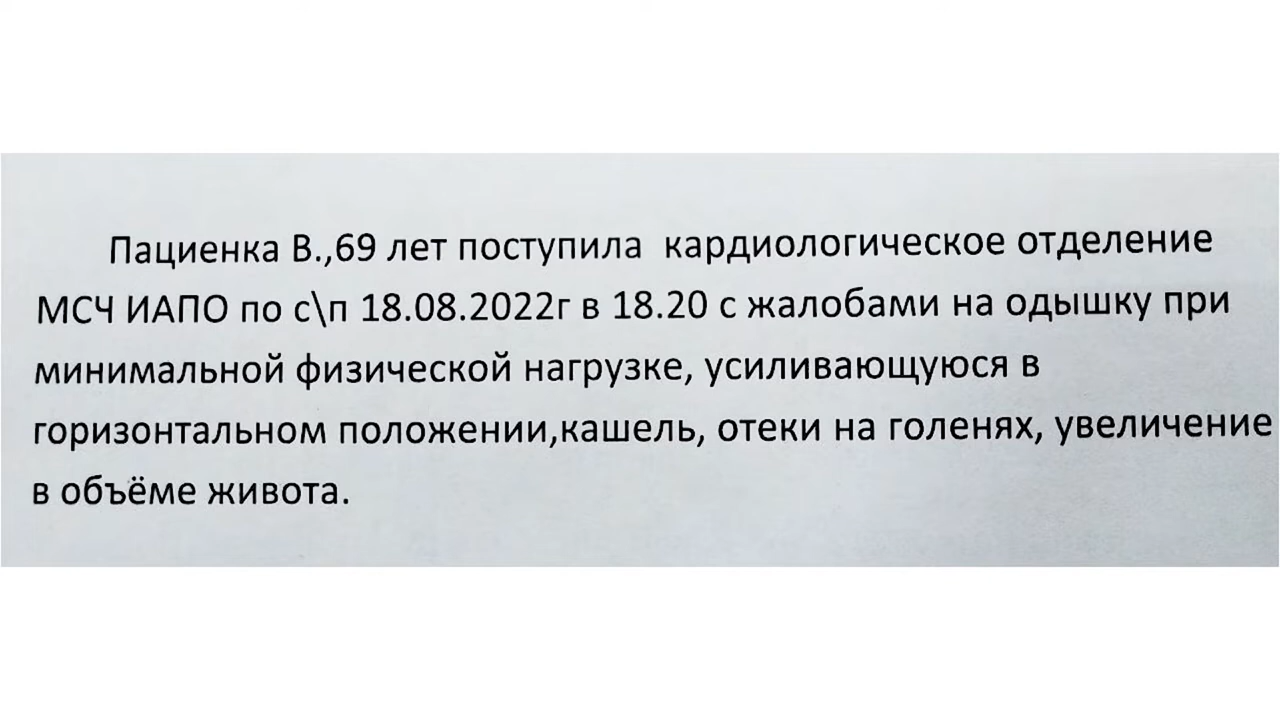 Пациенка В.,69 лет поступила  кардиологическое отделение
МСЧ ИАПО по с\п 18.08.2022г в 18.20 с жалобами на одышку при
минимальной физической нагрузке, усиливающуюся в
горизонтальном положении,кашель, отеки на голенях, увеличение
в объёме живота.